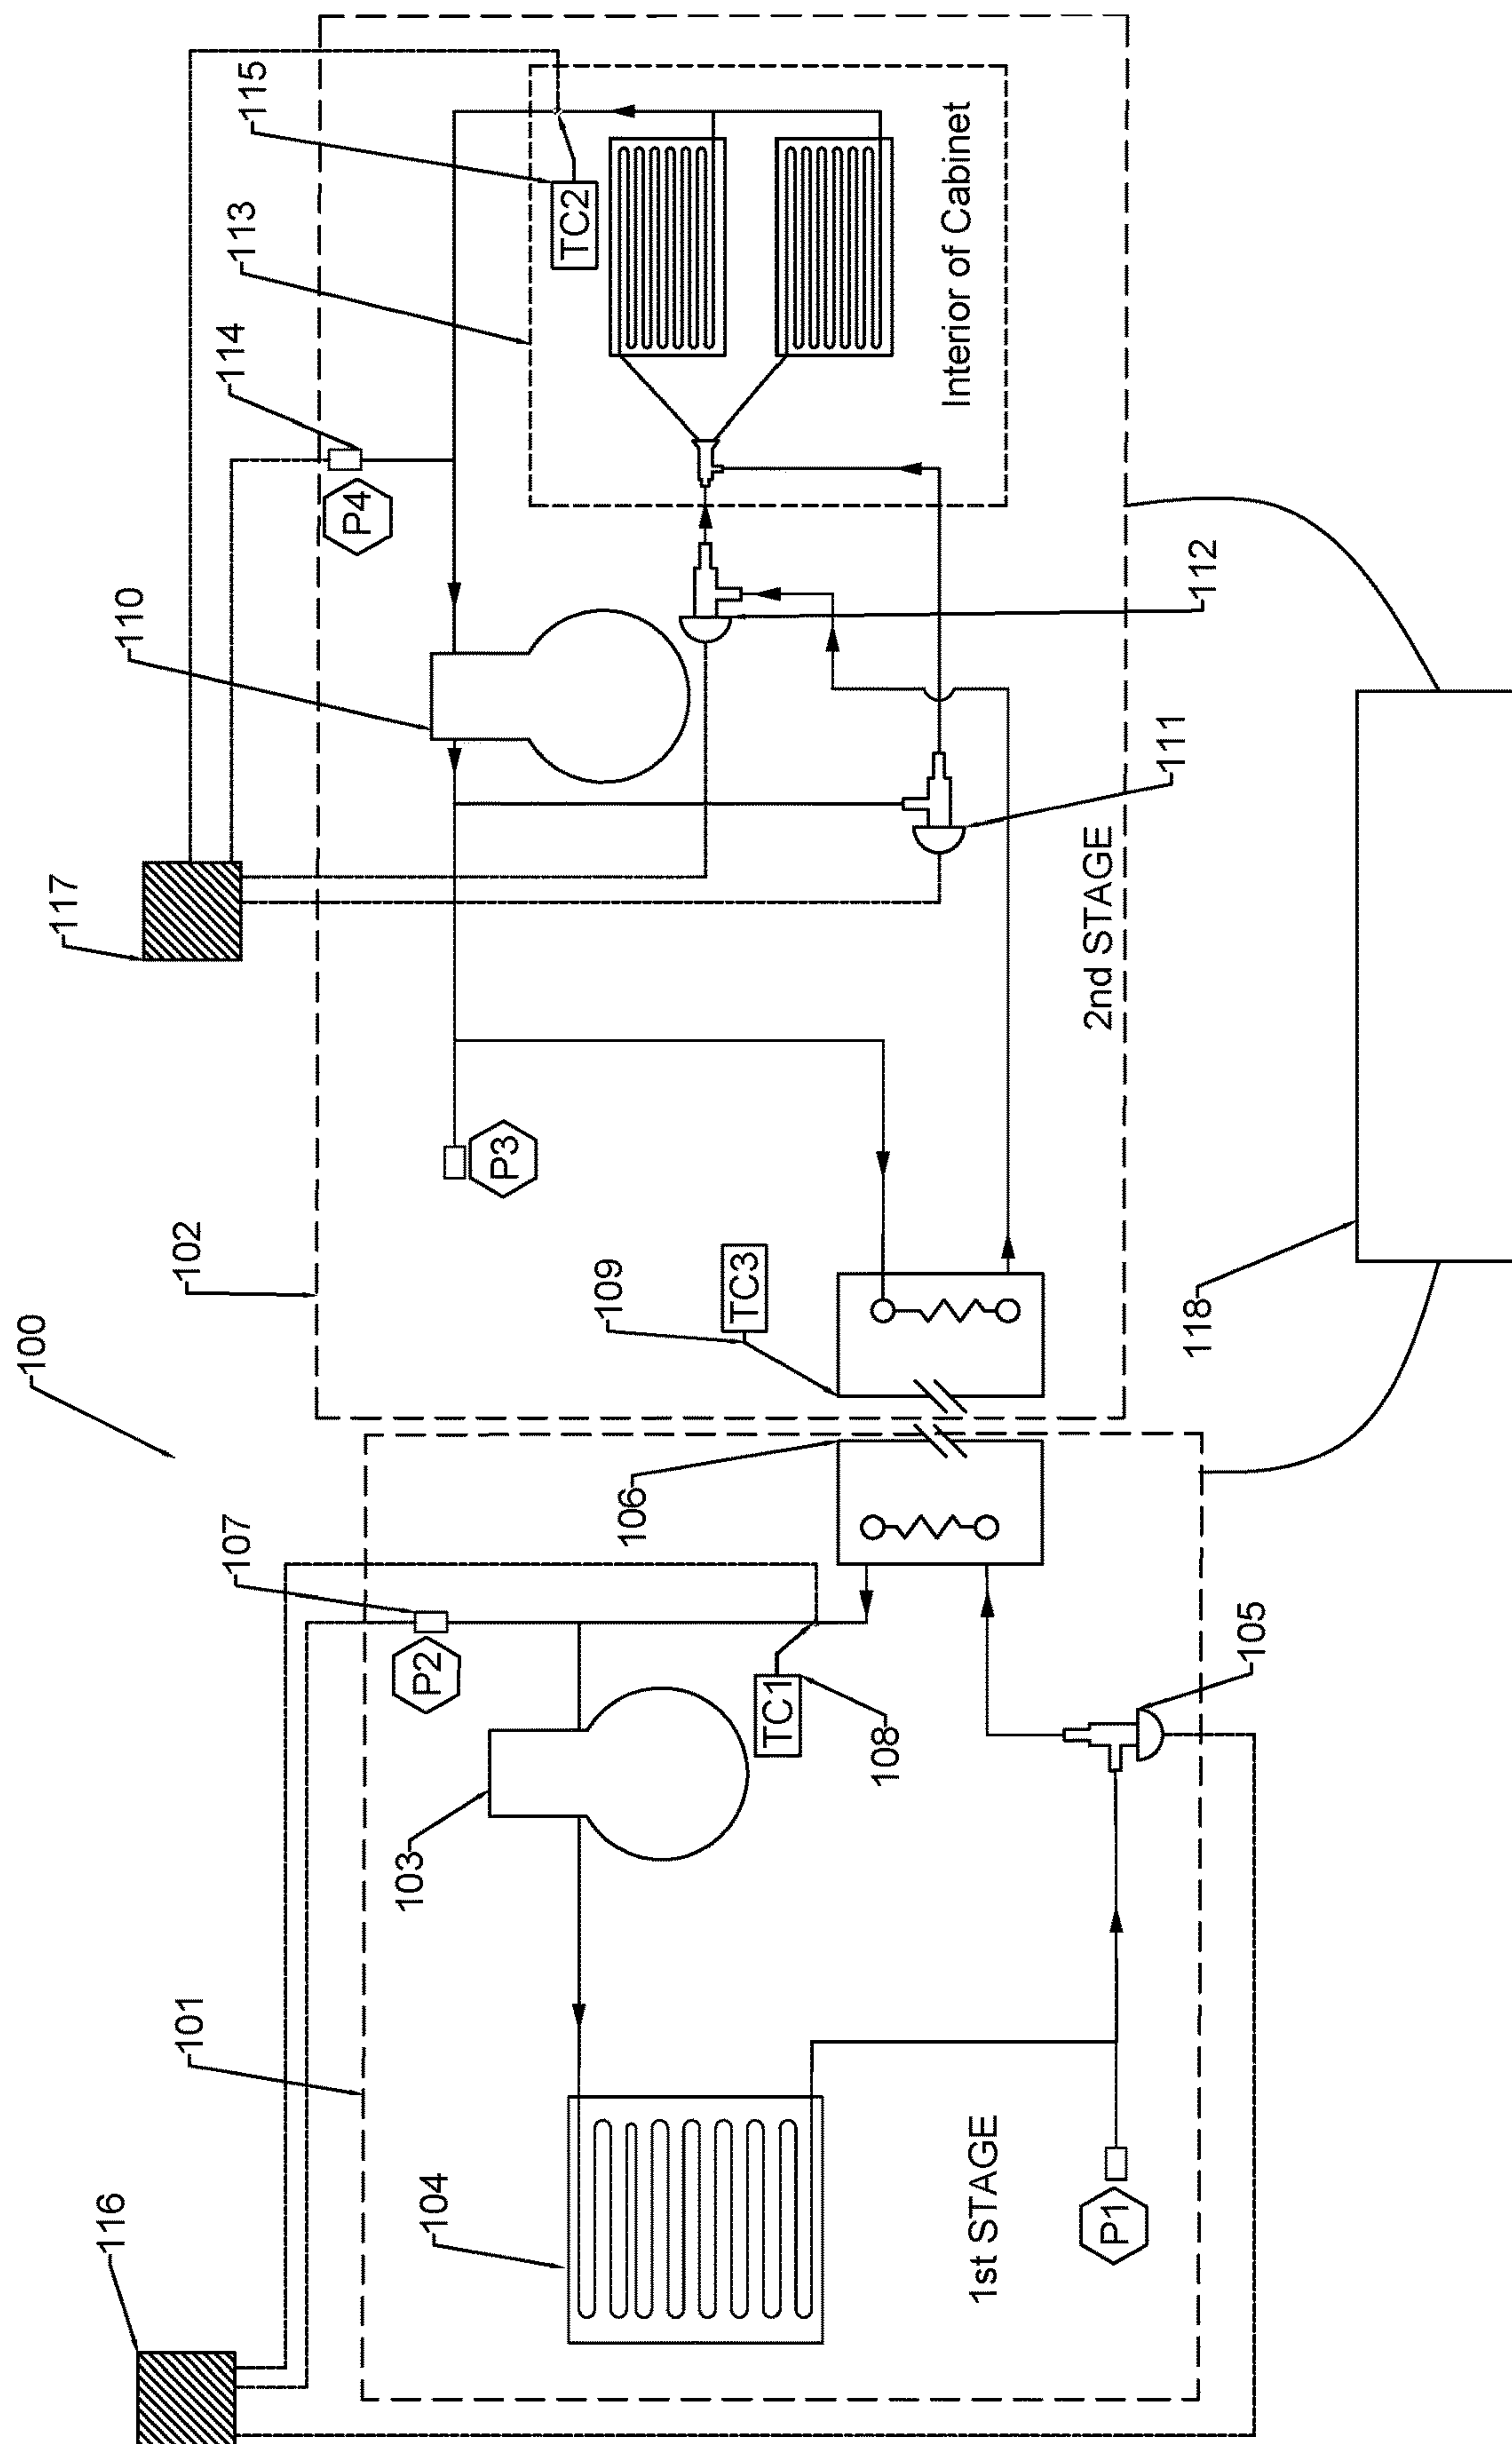 100
117
116
110
101
102
107
114
113
115
P4
103
P2
104
P3
TC2
109
106
TC3
TC1
108
Interior of Cabinet
1st STAGE
2nd STAGE
P1
111
118
112
105